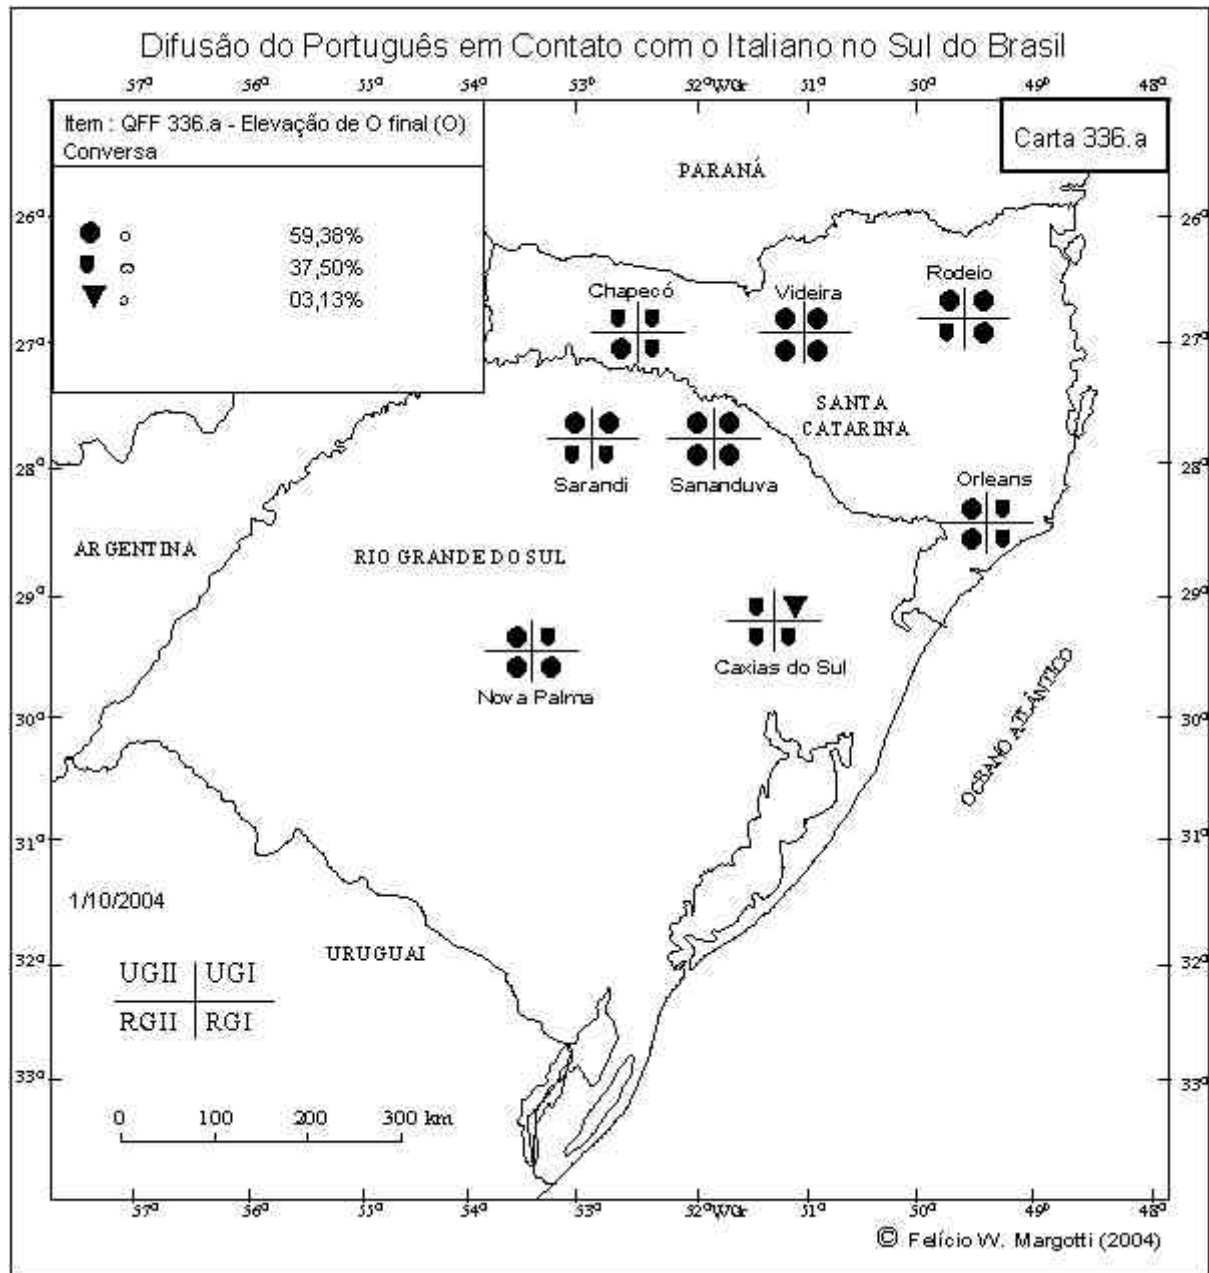 Difusão do Português em Contato com o Italiano no Sul do Brasil
57º 56º 55º 54º 53º 52ºWGr 51º 50º 49º 48º
Item : QFF 336.a - Elevação de O final (O)
Conversa
Carta 336.a
PARANÁ
26º 26º
o 59,38%
ʊ 37,50%
ɔ 03,13%
Rodeio
Chapecó Videira
27º 27º
SANTA
CATARINA
28º 28º
Sarandi Sananduva Orleans
ARGENTINA
RIO GRANDE DO SUL
29º 29º
Caxias do Sul
Nova Palma
30º 30º
OCEANO ATLÂNTICO
31º 31º
1/10/2004
URUGUAI
32º 32º
UGII UGI
RGII RGI
33º 33º
0 100 200 300 km
57º 56º 55º 54º 53º 52ºWGr 51º 50º 49º 48º
© Felício W. Margotti (2004)